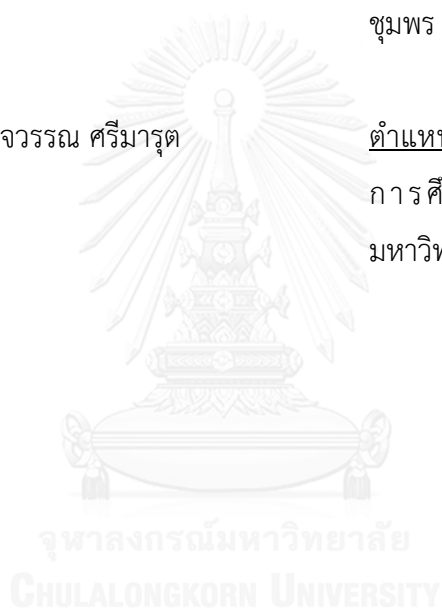 ชุมพร
จวรรณ ศรีมารุต
ตำแหน
การศึ
มหาวิท
จุฬาลงกรณ์มหาวิทยาลัย
CHULALONGKORN UNIVERSITY